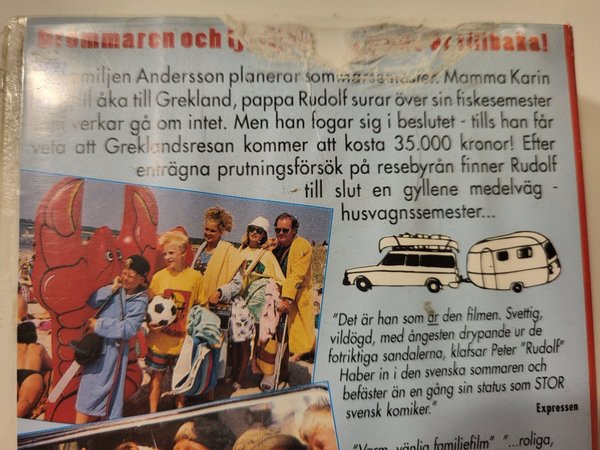 Drömmaren och
tillbaka!
miljen Andersson planerar sommarsemester. Mamma Karin
åka till Grekland, pappa Rudolf surar över sin fiskesemester
verkar gå om intet. Men han fogar sig i beslutet - tills han får
veta att Greklandsresan kommer att kosta 35.000 kronor! Efter
enträgna prutningsförsök på resebyrån finner Rudolf
till slut en gyllene medelväg -
husvagnssemester...
"Det är han som är den filmen. Svettig,
vildögd, med ångesten drypande ur de
fotriktiga sandalerna, klafsar Peter "Rudolf"
Haber in i den svenska sommaren och
befäster än en gång sin status som STOR
svensk komiker."
Expressen
"Varm, vänlig familjefilm" "...roliga,